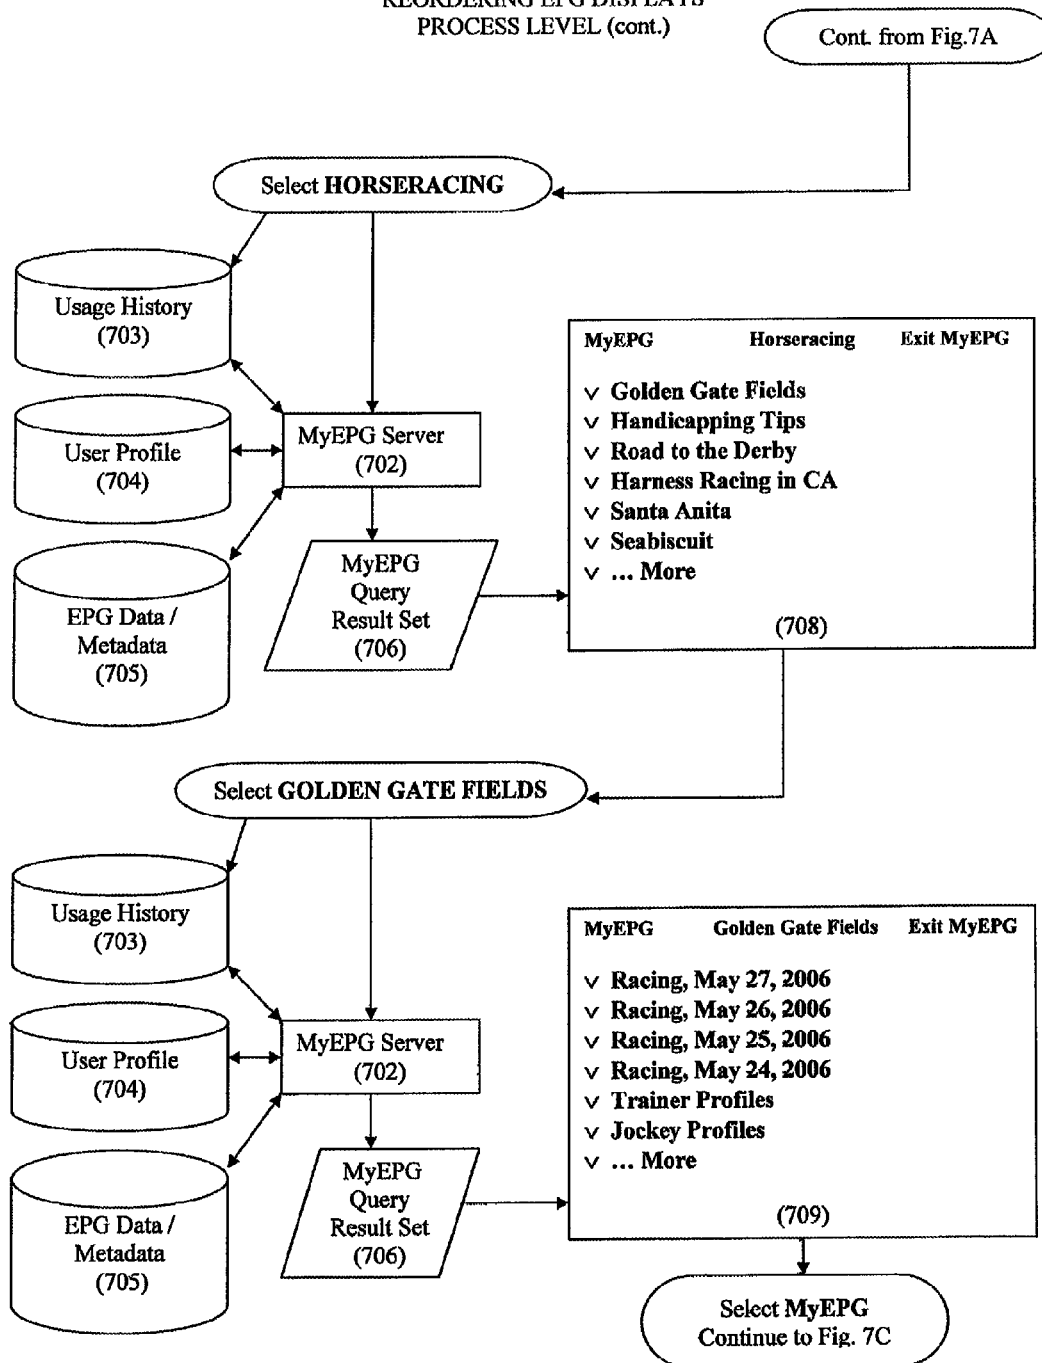 REORDERING EPG DISPLAYS
PROCESS LEVEL (cont.)
Cont. from Fig.7A
Select HORSERACING
Usage History
(703)
User Profile
(704)
EPG Data /
Metadata
(705)
MyEPG Server
(702)
MyEPG
Query
Result Set
(706)
MyEPG Horseracing Exit MyEPG
v Golden Gate Fields
v Handicapping Tips
v Road to the Derby
v Harness Racing in CA
v Santa Anita
v Seabiscuit
v ... More
(708)
Select GOLDEN GATE FIELDS
Usage History
(703)
User Profile
(704)
EPG Data /
Metadata
(705)
MyEPG Server
(702)
MyEPG
Query
Result Set
(706)
MyEPG Golden Gate Fields Exit MyEPG
v Racing, May 27, 2006
v Racing, May 26, 2006
v Racing, May 25, 2006
v Racing, May 24, 2006
v Trainer Profiles
v Jockey Profiles
v ... More
(709)
Select MyEPG
Continue to Fig. 7C